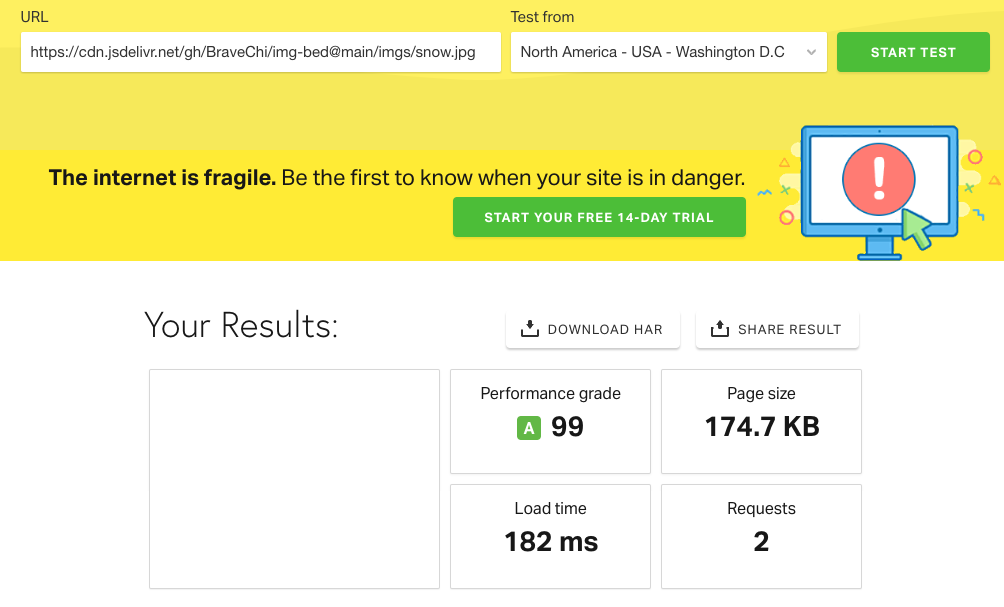 URL
Test from
https://cdn.jsdelivr.net/gh/BraveChi/img-bed@main/imgs/snow.jpg
North America - USA - Washington D.C
START TEST
The internet is fragile. Be the first to know when your site is in danger.
START YOUR FREE 14-DAY TRIAL
Your Results:
DOWNLOAD HAR
SHARE RESULT
Performance grade
A 99
Page size
174.7 KB
Load time
182 ms
Requests
2